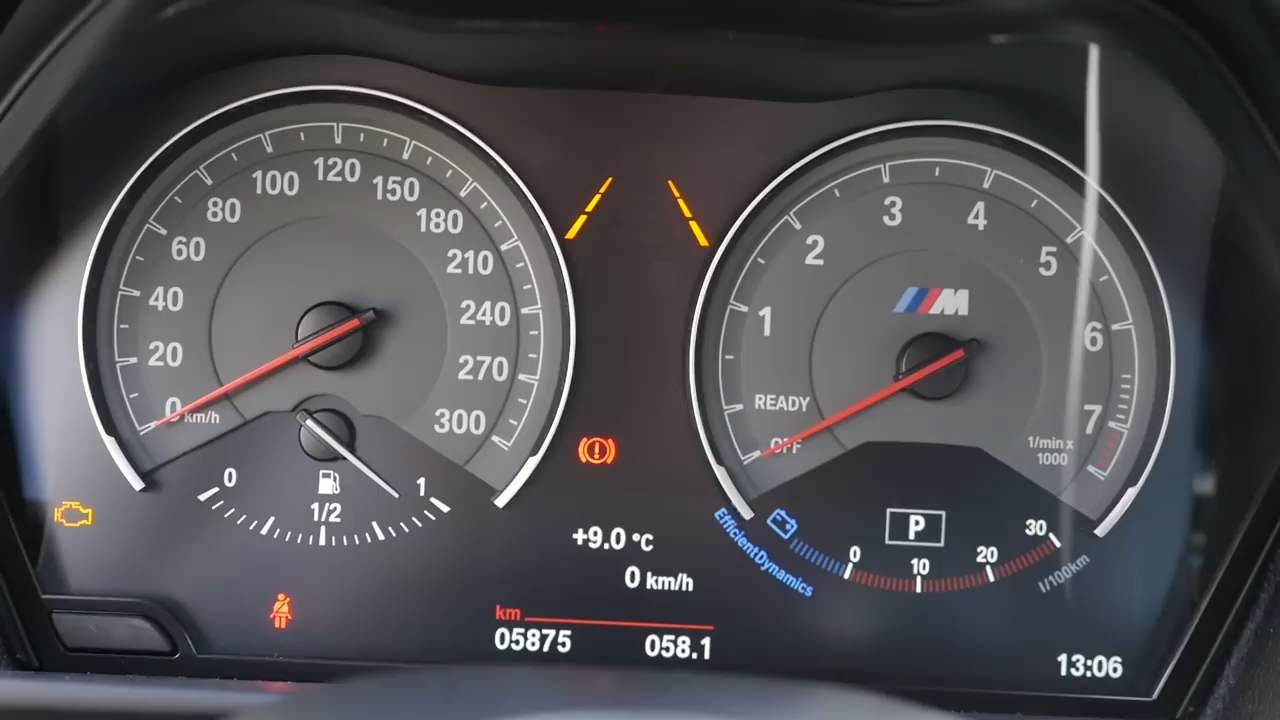 0 km/h
20
40
60
80
100
120
150
180
210
240
270
300
0
1/2
1
+9.0 °C
0 km/h
km
05875 058.1
OFF
READY
1
2
3
4
5
6
7
1/min x
1000
M
P
EfficientDynamics
0
10
20
30
l/100km
13:06